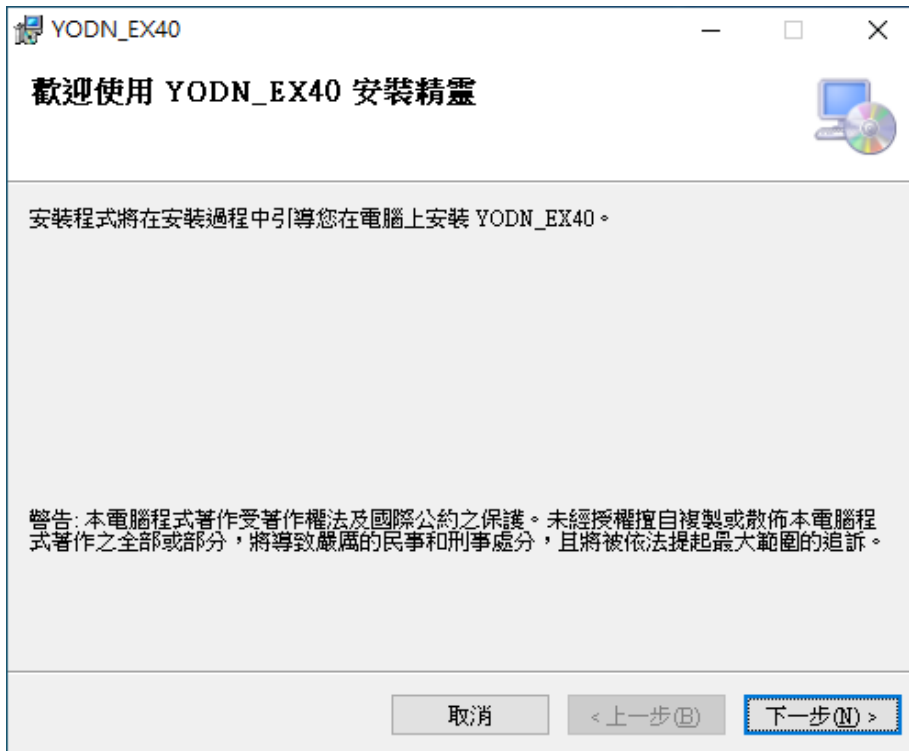 YODN_EX40
歡迎使用 YODN_EX40 安裝精靈
安裝程式將在安裝過程中引導您在電腦上安裝 YODN_EX40。
警告: 本電腦程式著作受著作權法及國際公約之保護。未經授權擅自複製或散佈本電腦程
式著作之全部或部分，將導致嚴厲的民事和刑事處分，且將被依法提起最大範圍的追訴。
取消
<上一步(B)
下一步(N) >